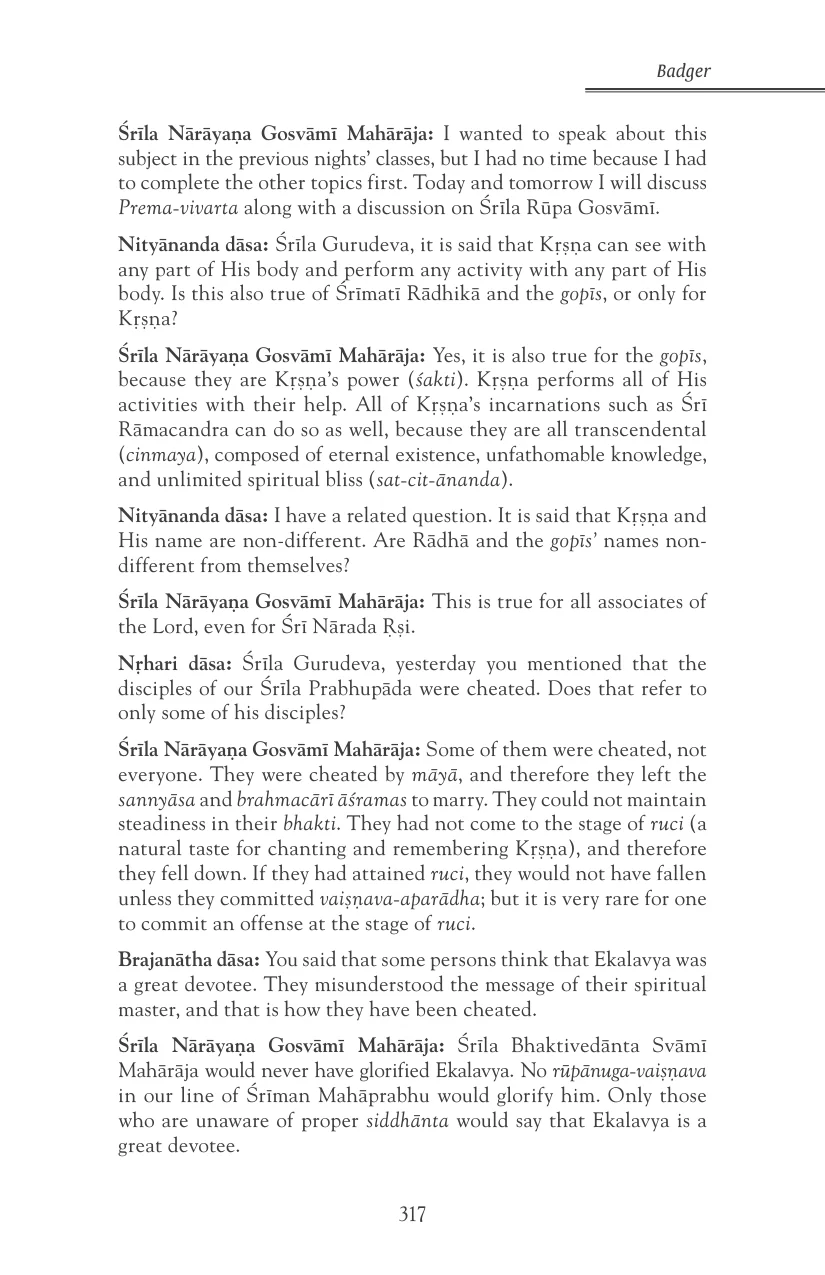 Badger
Śrīla Nārāyaṇa Gosvāmī Mahārāja: I wanted to speak about this
subject in the previous nights’ classes, but I had no time because I had
to complete the other topics first. Today and tomorrow I will discuss
Prema-vivarta along with a discussion on Śrīla Rūpa Gosvāmī.
Nityānanda dāsa: Śrīla Gurudeva, it is said that Kṛṣṇa can see with
any part of His body and perform any activity with any part of His
body. Is this also true of Śrīmatī Rādhikā and the gopīs, or only for
Kṛṣṇa?
Śrīla Nārāyaṇa Gosvāmī Mahārāja: Yes, it is also true for the gopīs,
because they are Kṛṣṇa’s power (śakti). Kṛṣṇa performs all of His
activities with their help. All of Kṛṣṇa’s incarnations such as Śrī
Rāmacandra can do so as well, because they are all transcendental
(cinmaya), composed of eternal existence, unfathomable knowledge,
and unlimited spiritual bliss (sat-cit-ānanda).
Nityānanda dāsa: I have a related question. It is said that Kṛṣṇa and
His name are non-different. Are Rādhā and the gopīs’ names non-
different from themselves?
Śrīla Nārāyaṇa Gosvāmī Mahārāja: This is true for all associates of
the Lord, even for Śrī Nārada Ṛṣi.
Nṛhari dāsa: Śrīla Gurudeva, yesterday you mentioned that the
disciples of our Śrīla Prabhupāda were cheated. Does that refer to
only some of his disciples?
Śrīla Nārāyaṇa Gosvāmī Mahārāja: Some of them were cheated, not
everyone. They were cheated by māyā, and therefore they left the
sannyāsa and brahmacārī āśramas to marry. They could not maintain
steadiness in their bhakti. They had not come to the stage of ruci (a
natural taste for chanting and remembering Kṛṣṇa), and therefore
they fell down. If they had attained ruci, they would not have fallen
unless they committed vaiṣṇava-aparādha; but it is very rare for one
to commit an offense at the stage of ruci.
Brajanātha dāsa: You said that some persons think that Ekalavya was
a great devotee. They misunderstood the message of their spiritual
master, and that is how they have been cheated.
Śrīla Nārāyaṇa Gosvāmī Mahārāja: Śrīla Bhaktivedānta Svāmī
Mahārāja would never have glorified Ekalavya. No rūpānuga-vaiṣṇava
in our line of Śrīman Mahāprabhu would glorify him. Only those
who are unaware of proper siddhānta would say that Ekalavya is a
great devotee.
317